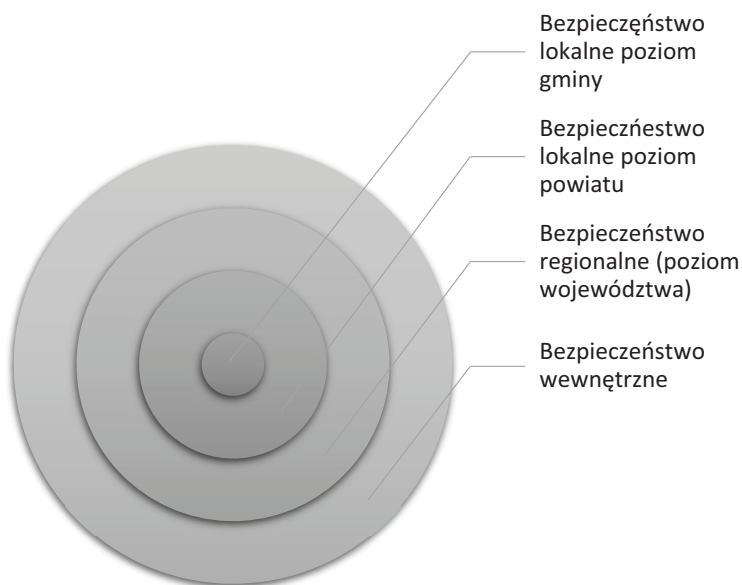 Bezpieczęństwo
lokalne poziom
gminy
Bezpieczńestwo
lokalne poziom
powiatu
Bezpieczeństwo
regionalne (poziom
województwa)
Bezpieczeństwo
wewnętrzne